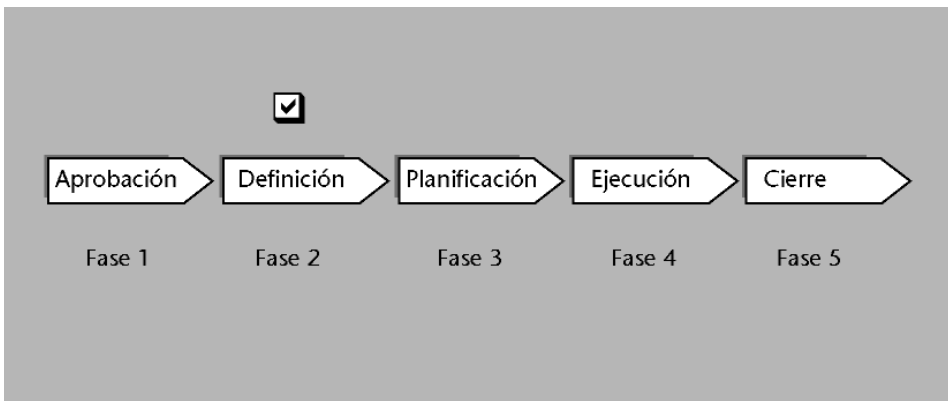 Aprobación Definición Planificación Ejecución Cierre
Fase 1 Fase 2 Fase 3 Fase 4 Fase 5